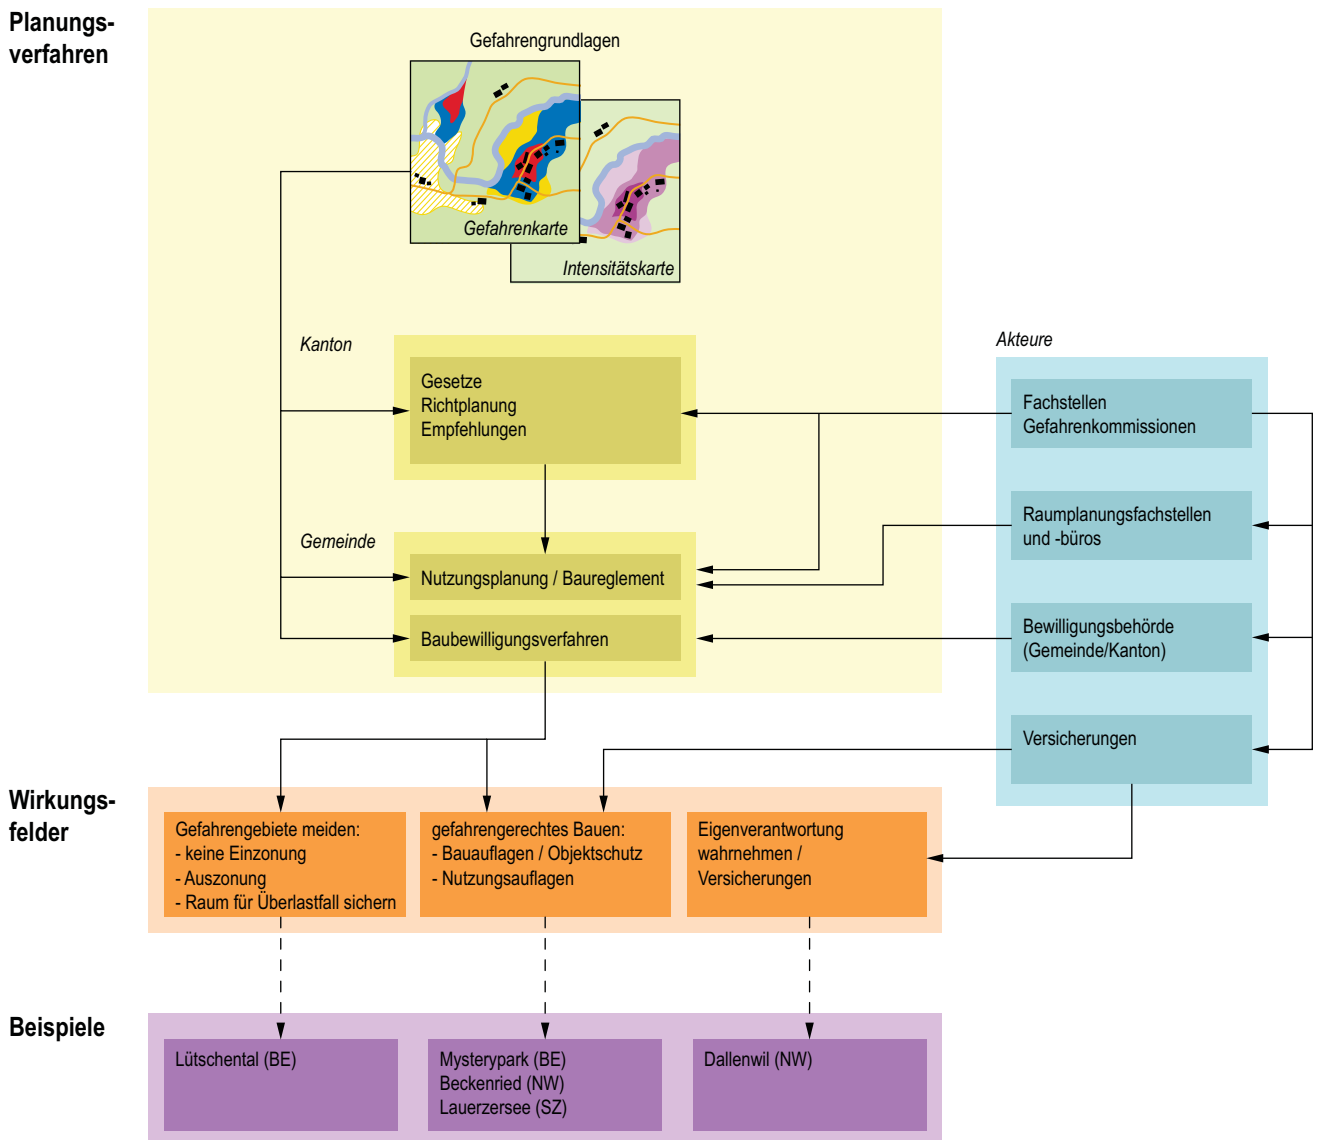 Planungs-
verfahren
Gefahrengrundlagen
Gefahrenkarte
Intensitätskarte
Kanton
Gesetze
Richtplanung
Empfehlungen
Gemeinde
Nutzungsplanung / Baureglement
Baubewilligungsverfahren
Akteure
Fachstellen
Gefahrenkommissionen
Raumplanungsfachstellen
und -büros
Bewilligungsbehörde
(Gemeinde/Kanton)
Versicherungen
Wirkungs-
felder
Gefahrengebiete meiden:
- keine Einzonung
- Auszonung
- Raum für Überlastfall sichern
gefahrengerechtes Bauen:
- Bauauflagen / Objektschutz
- Nutzungsauflagen
Eigenverantwortung
wahrnehmen /
Versicherungen
Beispiele
Lütschental (BE)
Mysterypark (BE)
Beckenried (NW)
Lauerzersee (SZ)
Dallenwil (NW)